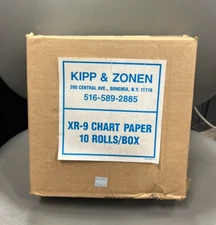 KIPP & ZONEN
390 CENTRAL AVE., BOHEMIA, N.Y. 11716
516-589-2885
XR-9 CHART PAPER
10 ROLLS/BOX